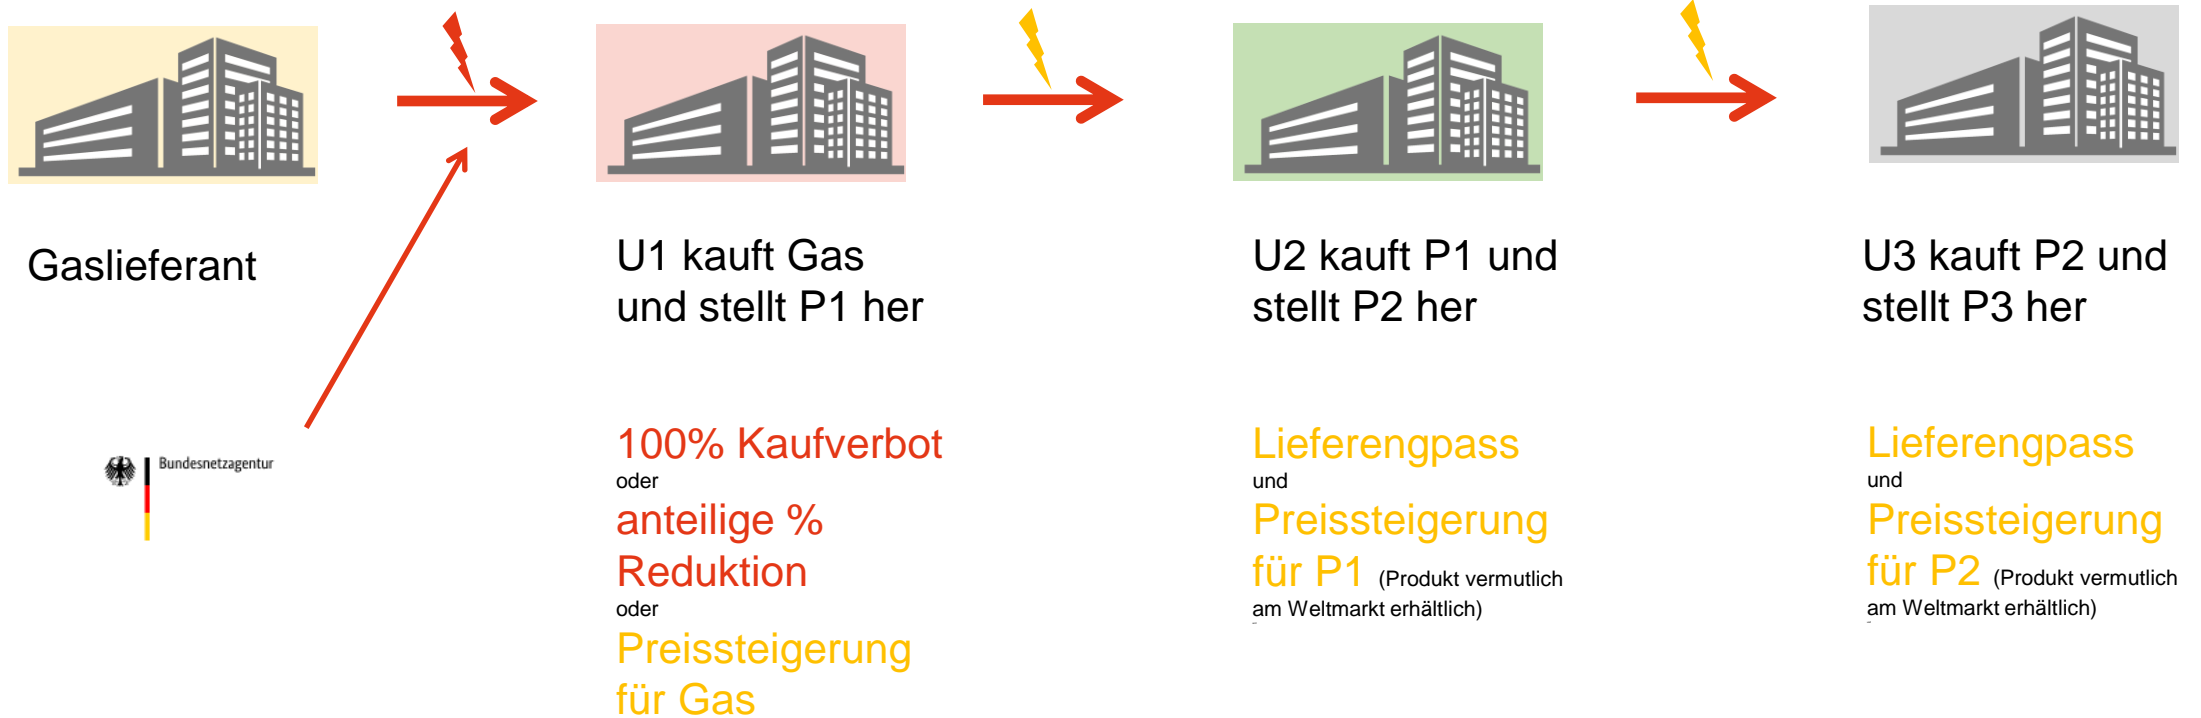 Gaslieferant
U1 kauft Gas
und stellt P1 her
U2 kauft P1 und
stellt P2 her
U3 kauft P2 und
stellt P3 her
Bundesnetzagentur
100% Kaufverbot
oder
anteilige %
Reduktion
oder
Preissteigerung
für Gas
Lieferengpass
und
Preissteigerung
für P1 (Produkt vermutlich
am Weltmarkt erhältlich)
Lieferengpass
und
Preissteigerung
für P2 (Produkt vermutlich
am Weltmarkt erhältlich)